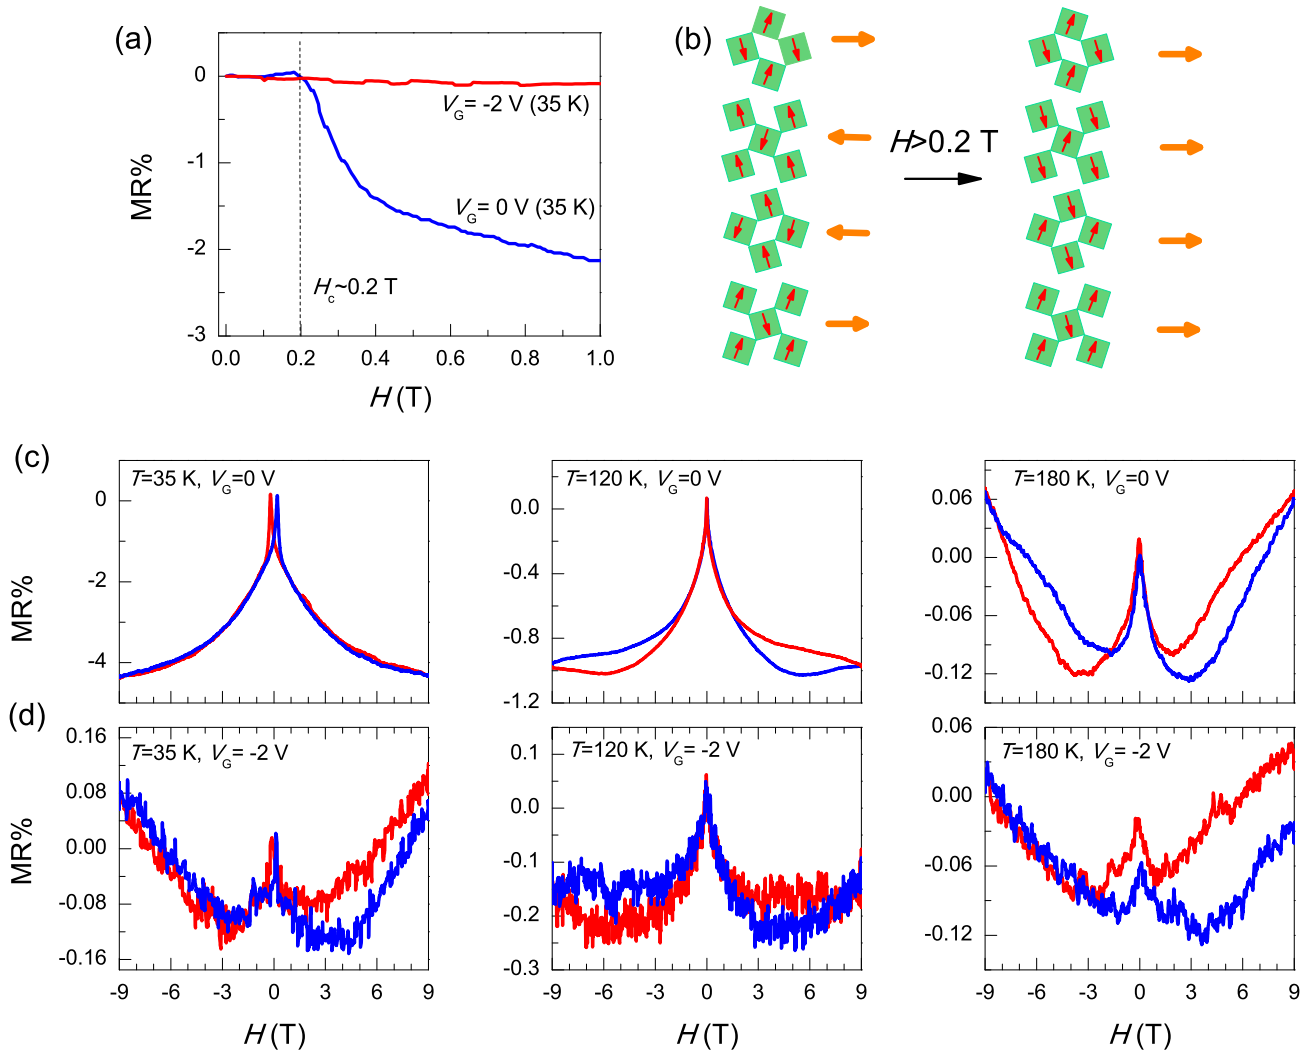 (a)
0
-1
-2
-3
MR%
V_G= -2 V (35 K)
V_G= 0 V (35 K)
H_c~0.2 T
0.0 0.2 0.4 0.6 0.8 1.0
H (T)
(b)
H>0.2 T
(c)
T=35 K, V_G=0 V
0
-2
-4
MR%
T=120 K, V_G=0 V
0.0
-0.4
-0.8
-1.2
T=180 K, V_G=0 V
0.06
0.00
-0.06
-0.12
(d)
T=35 K, V_G= -2 V
0.16
0.08
0.00
-0.08
-0.16
MR%
-9 -6 -3 0 3 6 9
H (T)
T=120 K, V_G= -2 V
0.1
0.0
-0.1
-0.2
-0.3
-9 -6 -3 0 3 6 9
H (T)
T=180 K, V_G= -2 V
0.06
0.00
-0.06
-0.12
-9 -6 -3 0 3 6 9
H (T)